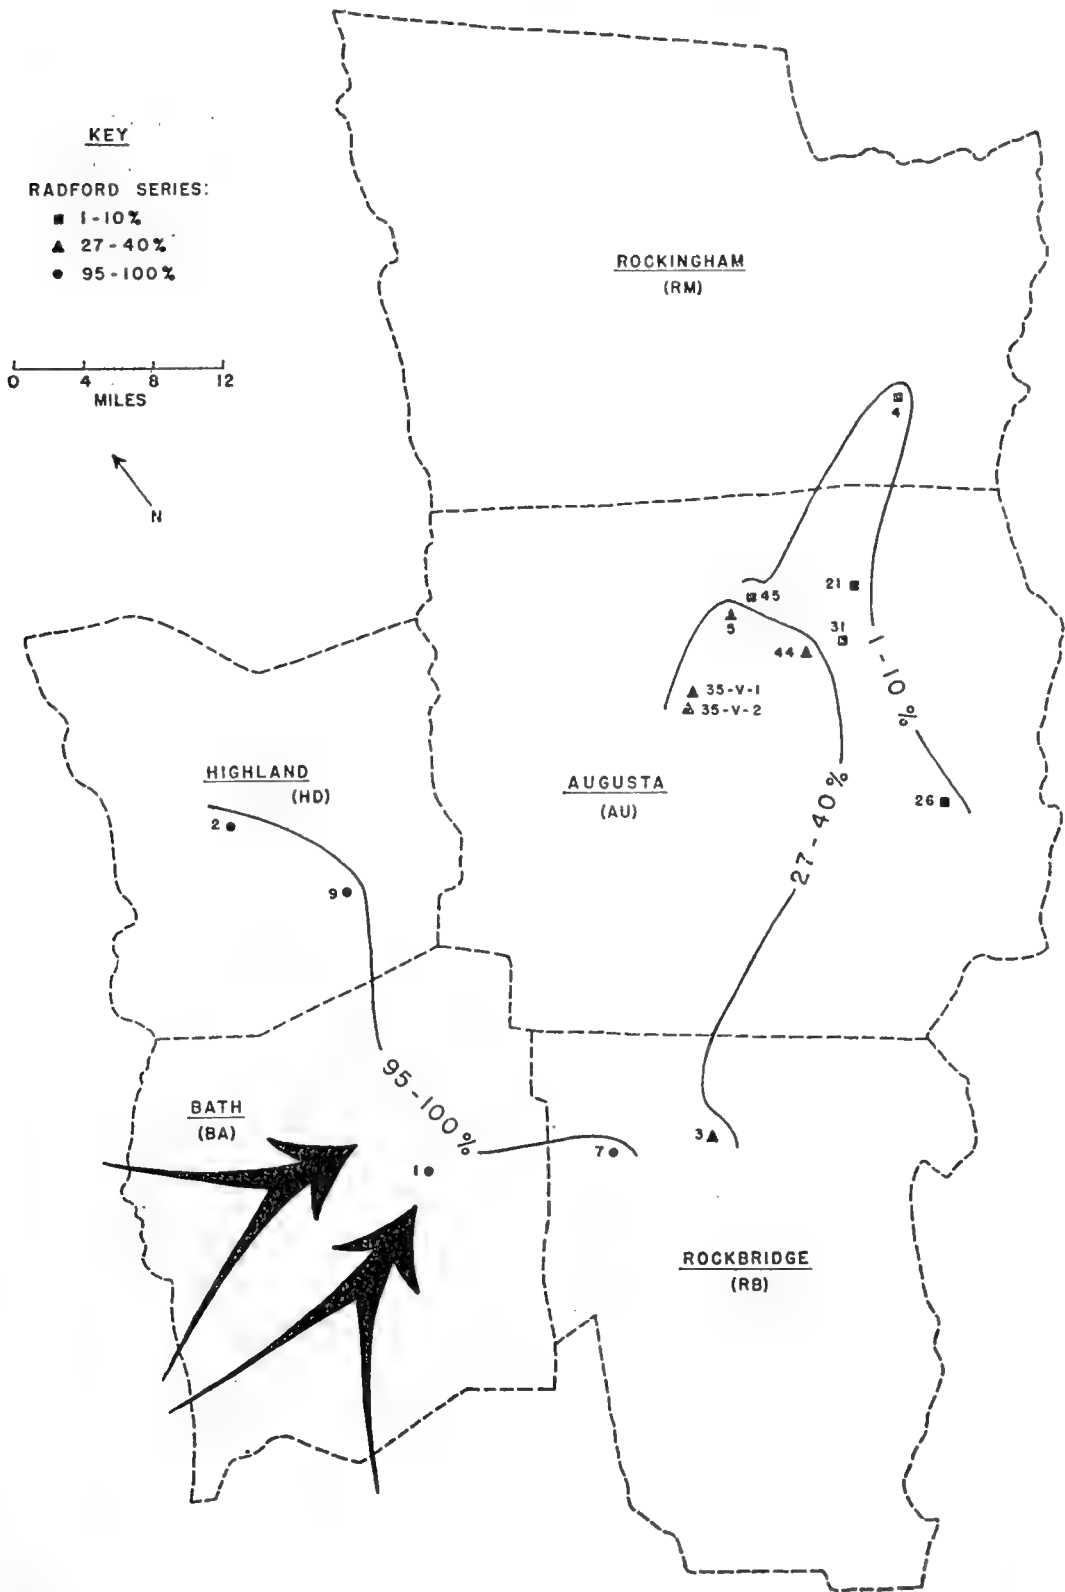 KEY
RADFORD SERIES:
1-10%
27-40%
95-100%
0 4 8 12
MILES
N
ROCKINGHAM
(RM)
4
45
21
5
31
44
35-V-1
35-V-2
1-10%
HIGHLAND
(HD)
AUGUSTA
(AU)
27-40%
26
2
9
95-100%
BATH
(BA)
1
7
3
ROCKBRIDGE
(RB)